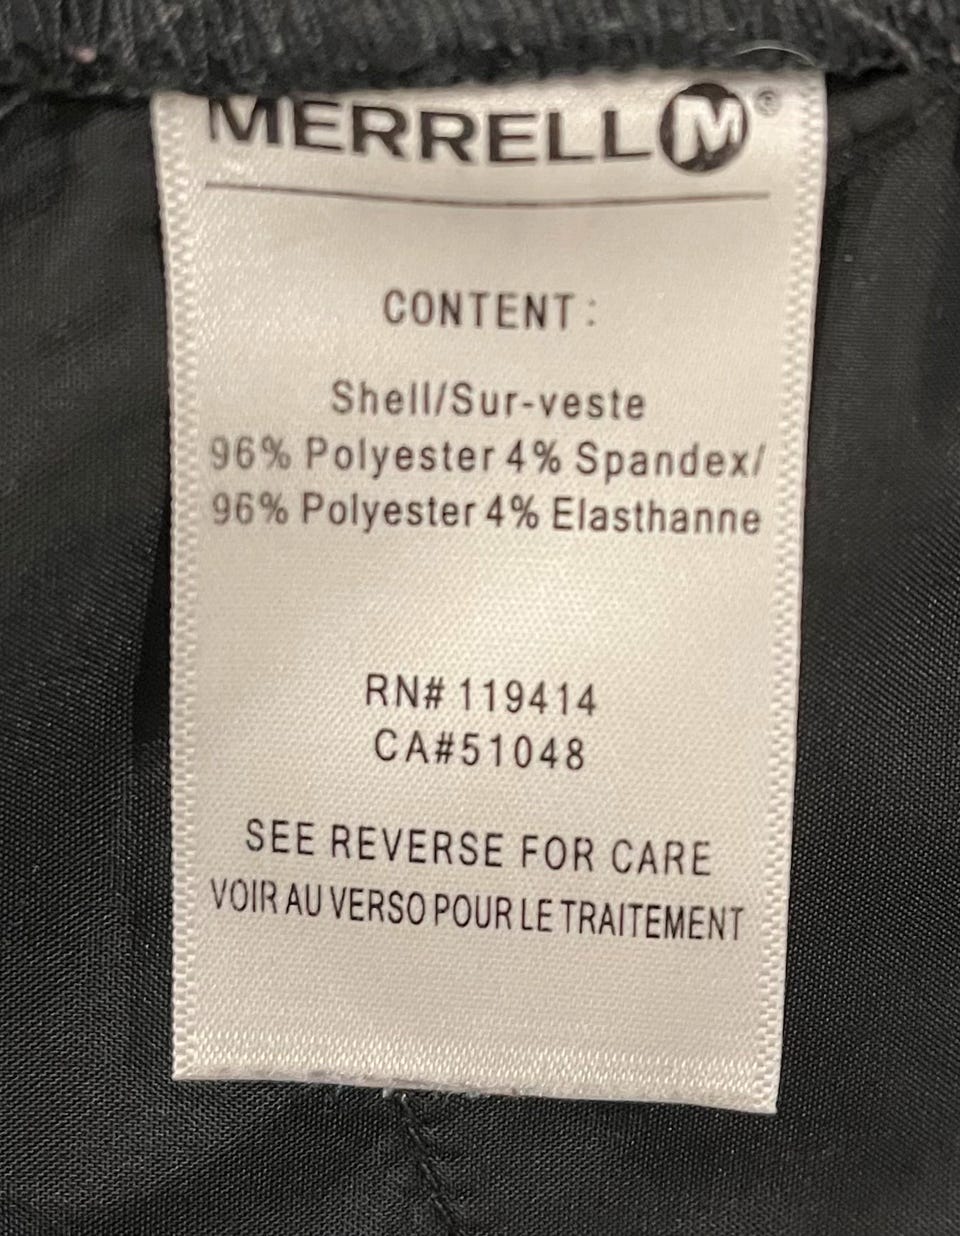 MERRELL M ®
CONTENT :
Shell/Sur-veste
96% Polyester 4% Spandex/
96% Polyester 4% Elasthanne
RN# 119414
CA#51048
SEE REVERSE FOR CARE
VOIR AU VERSO POUR LE TRAITEMENT